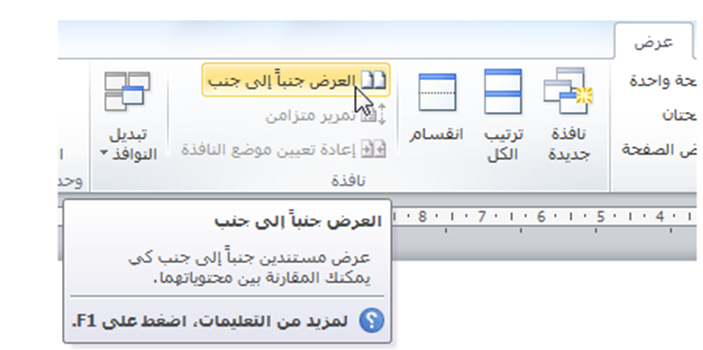 عرض
حة واحدة
حتان
ض الصفحة
نافذة
جديدة
ترتيب
الكل
انقسام
العرض جنباً إلى جنب
تمرير متزامن
إعادة تعيين موضع النافذة
تبديل
النوافذ
نافذة
وحد
8 · ا · 7 · ا · 6 · ا · 5 · ا · 4 · ا
العرض جنباً إلى جنب
عرض مستندين جنباً إلى جنب كي
يمكنك المقارنة بين محتوياتهما.
لمزيد من التعليمات، اضغط على F1.